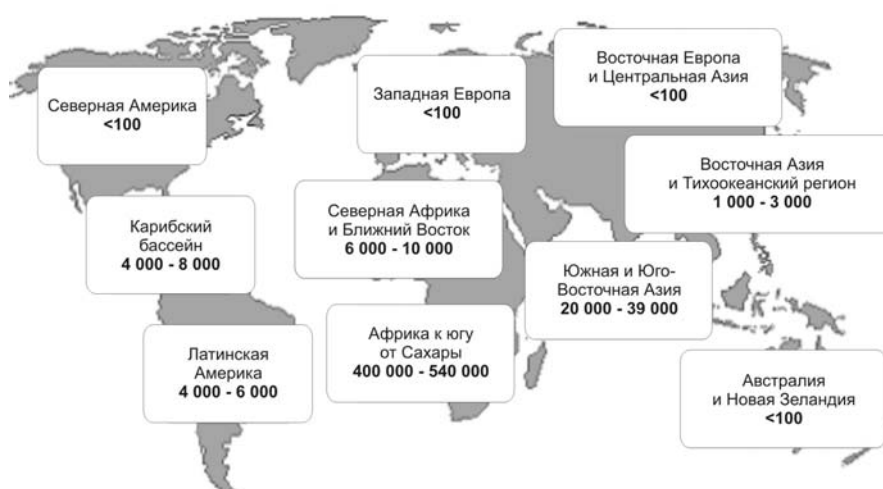 Северная Америка
<100
Западная Европа
<100
Восточная Европа
и Центральная Азия
<100
Восточная Азия
и Тихоокеанский регион
1 000 - 3 000
Карибский
бассейн
4 000 - 8 000
Северная Африка
и Ближний Восток
6 000 - 10 000
Южная и Юго-
Восточная Азия
20 000 - 39 000
Латинская
Америка
4 000 - 6 000
Африка к югу
от Сахары
400 000 - 540 000
Австралия
и Новая Зеландия
<100